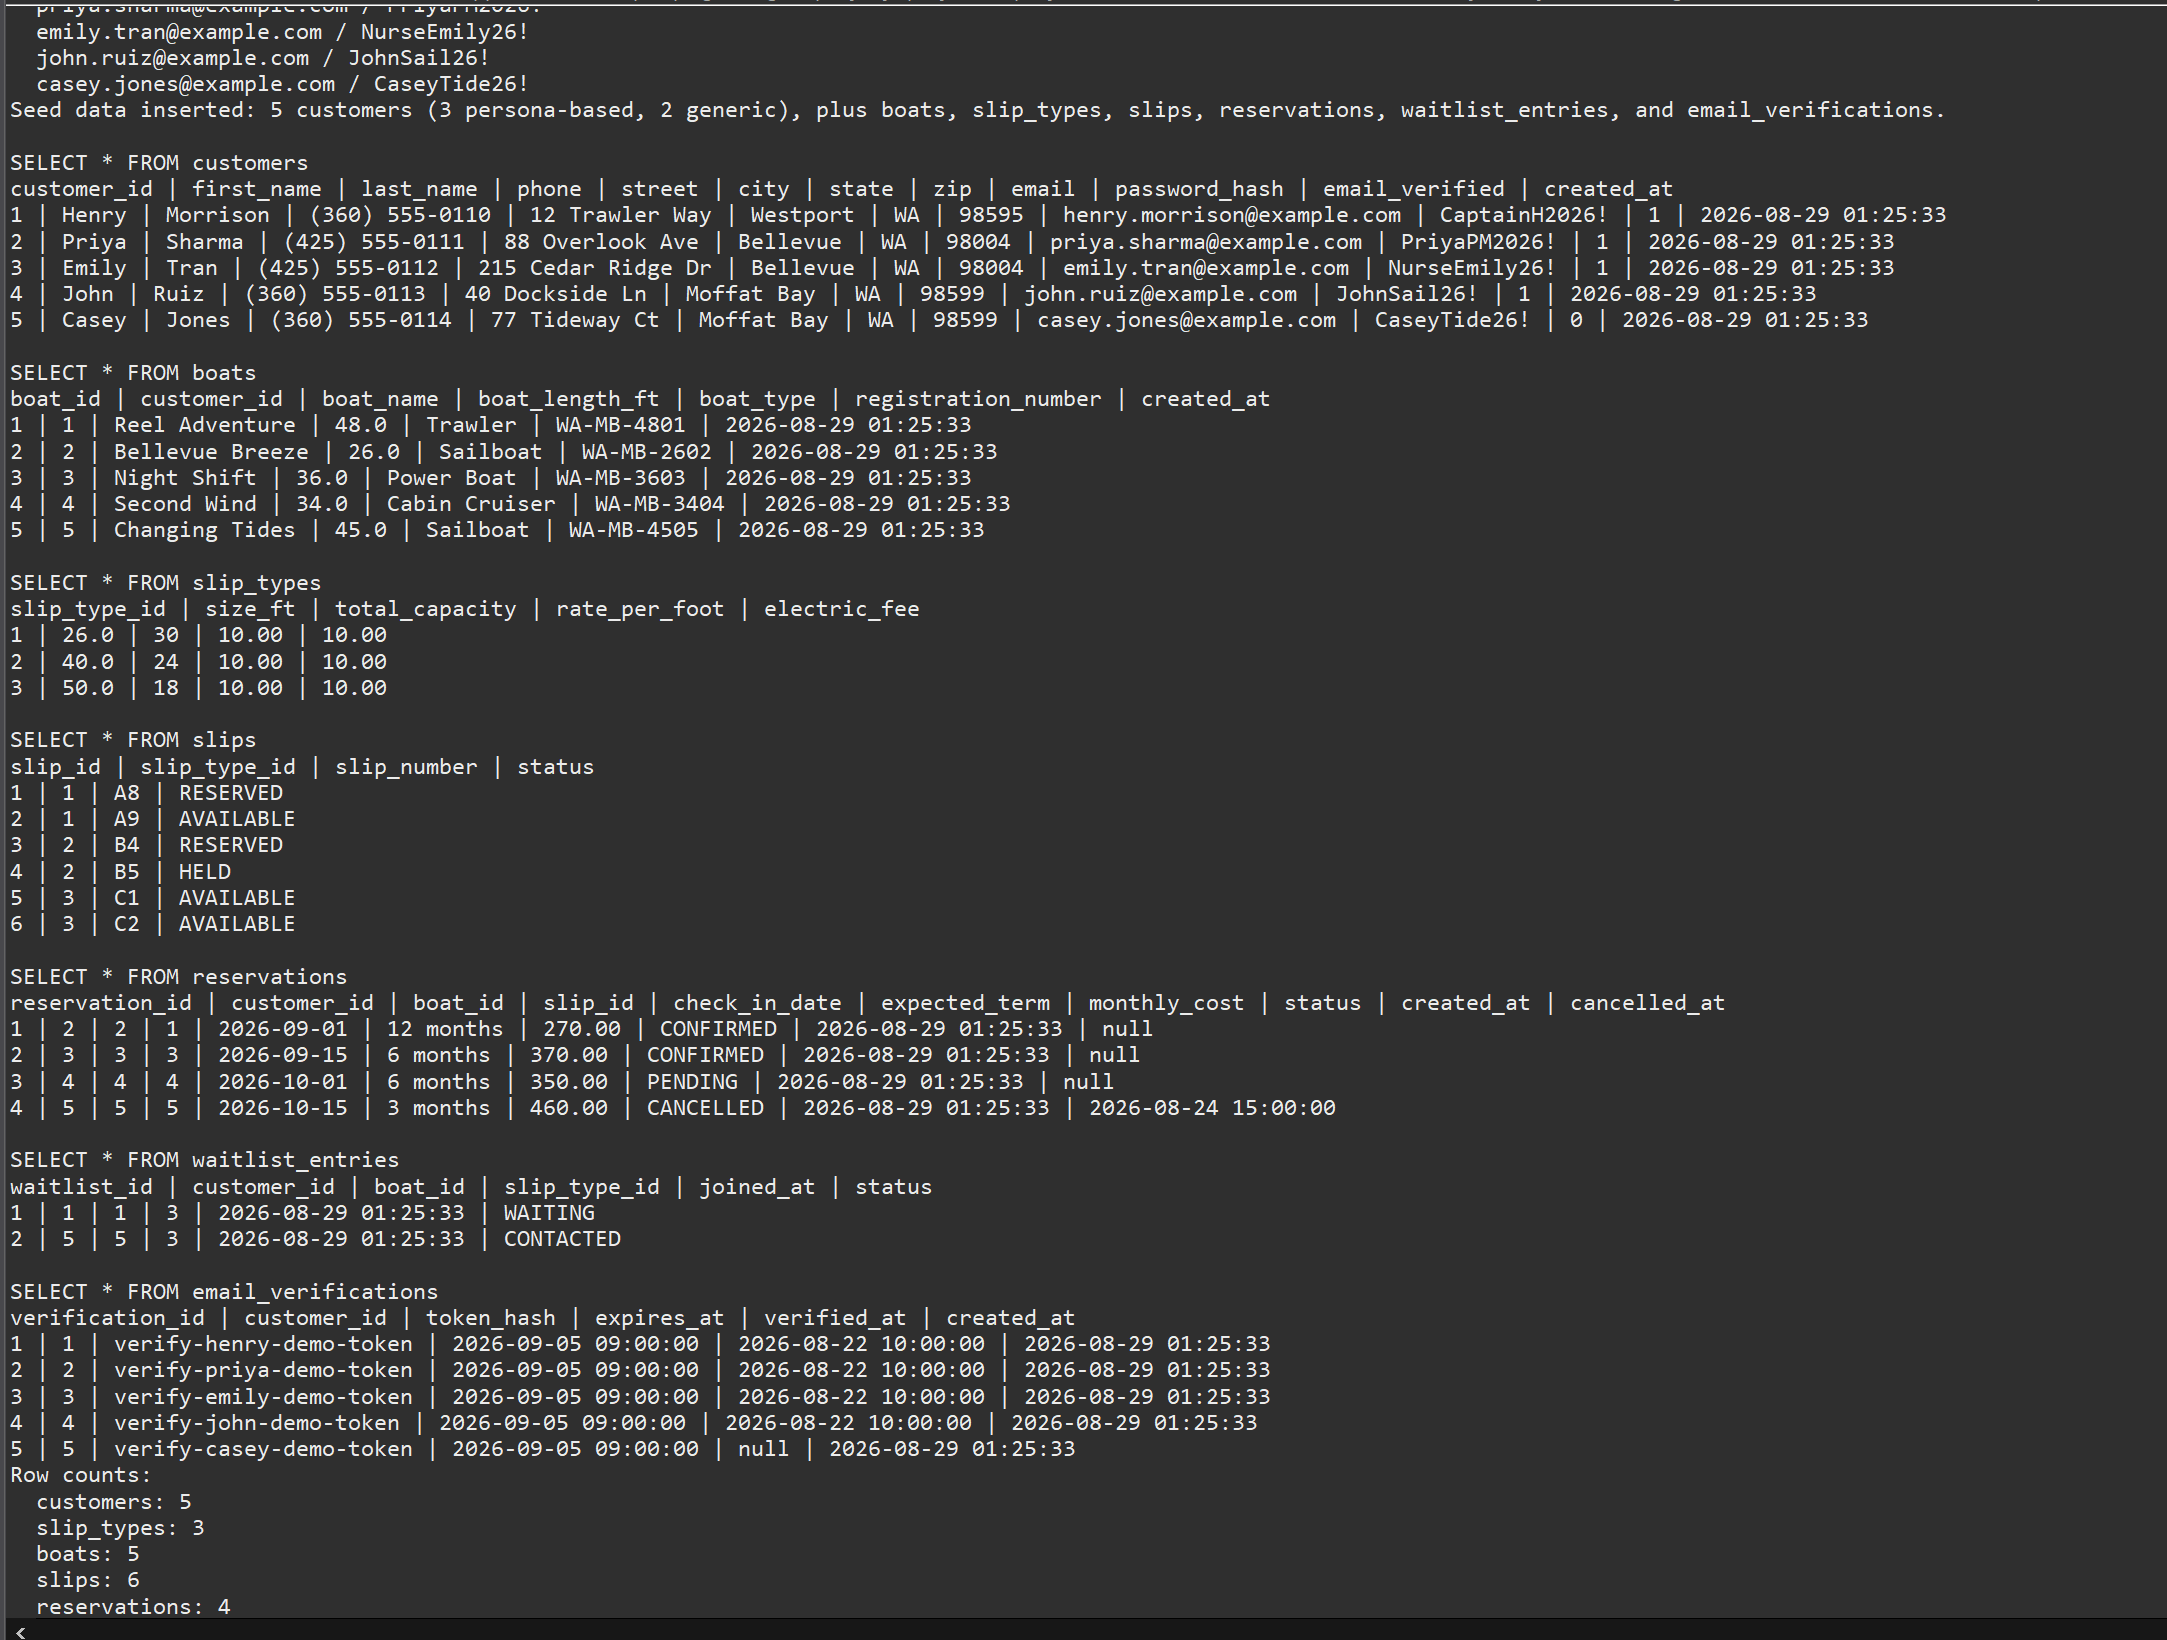 priya.sharma@example.com / PriyaPM2026!
emily.tran@example.com / NurseEmily26!
john.ruiz@example.com / JohnSail26!
casey.jones@example.com / CaseyTide26!
Seed data inserted: 5 customers (3 persona-based, 2 generic), plus boats, slip_types, slips, reservations, waitlist_entries, and email_verifications.
SELECT * FROM customers
customer_id | first_name | last_name | phone | street | city | state | zip | email | password_hash | email_verified | created_at
1 | Henry | Morrison | (360) 555-0110 | 12 Trawler Way | Westport | WA | 98595 | henry.morrison@example.com | CaptainH2026! | 1 | 2026-08-29 01:25:33
2 | Priya | Sharma | (425) 555-0111 | 88 Overlook Ave | Bellevue | WA | 98004 | priya.sharma@example.com | PriyaPM2026! | 1 | 2026-08-29 01:25:33
3 | Emily | Tran | (425) 555-0112 | 215 Cedar Ridge Dr | Bellevue | WA | 98004 | emily.tran@example.com | NurseEmily26! | 1 | 2026-08-29 01:25:33
4 | John | Ruiz | (360) 555-0113 | 40 Dockside Ln | Moffat Bay | WA | 98599 | john.ruiz@example.com | JohnSail26! | 1 | 2026-08-29 01:25:33
5 | Casey | Jones | (360) 555-0114 | 77 Tideway Ct | Moffat Bay | WA | 98599 | casey.jones@example.com | CaseyTide26! | 0 | 2026-08-29 01:25:33
SELECT * FROM boats
boat_id | customer_id | boat_name | boat_length_ft | boat_type | registration_number | created_at
1 | 1 | Reel Adventure | 48.0 | Trawler | WA-MB-4801 | 2026-08-29 01:25:33
2 | 2 | Bellevue Breeze | 26.0 | Sailboat | WA-MB-2602 | 2026-08-29 01:25:33
3 | 3 | Night Shift | 36.0 | Power Boat | WA-MB-3603 | 2026-08-29 01:25:33
4 | 4 | Second Wind | 34.0 | Cabin Cruiser | WA-MB-3404 | 2026-08-29 01:25:33
5 | 5 | Changing Tides | 45.0 | Sailboat | WA-MB-4505 | 2026-08-29 01:25:33
SELECT * FROM slip_types
slip_type_id | size_ft | total_capacity | rate_per_foot | electric_fee
1 | 26.0 | 30 | 10.00 | 10.00
2 | 40.0 | 24 | 10.00 | 10.00
3 | 50.0 | 18 | 10.00 | 10.00
SELECT * FROM slips
slip_id | slip_type_id | slip_number | status
1 | 1 | A8 | RESERVED
2 | 1 | A9 | AVAILABLE
3 | 2 | B4 | RESERVED
4 | 2 | B5 | HELD
5 | 3 | C1 | AVAILABLE
6 | 3 | C2 | AVAILABLE
SELECT * FROM reservations
reservation_id | customer_id | boat_id | slip_id | check_in_date | expected_term | monthly_cost | status | created_at | cancelled_at
1 | 2 | 2 | 1 | 2026-09-01 | 12 months | 270.00 | CONFIRMED | 2026-08-29 01:25:33 | null
2 | 3 | 3 | 3 | 2026-09-15 | 6 months | 370.00 | CONFIRMED | 2026-08-29 01:25:33 | null
3 | 4 | 4 | 4 | 2026-10-01 | 6 months | 350.00 | PENDING | 2026-08-29 01:25:33 | null
4 | 5 | 5 | 5 | 2026-10-15 | 3 months | 460.00 | CANCELLED | 2026-08-29 01:25:33 | 2026-08-24 15:00:00
SELECT * FROM waitlist_entries
waitlist_id | customer_id | boat_id | slip_type_id | joined_at | status
1 | 1 | 1 | 3 | 2026-08-29 01:25:33 | WAITING
2 | 5 | 5 | 3 | 2026-08-29 01:25:33 | CONTACTED
SELECT * FROM email_verifications
verification_id | customer_id | token_hash | expires_at | verified_at | created_at
1 | 1 | verify-henry-demo-token | 2026-09-05 09:00:00 | 2026-08-22 10:00:00 | 2026-08-29 01:25:33
2 | 2 | verify-priya-demo-token | 2026-09-05 09:00:00 | 2026-08-22 10:00:00 | 2026-08-29 01:25:33
3 | 3 | verify-emily-demo-token | 2026-09-05 09:00:00 | 2026-08-22 10:00:00 | 2026-08-29 01:25:33
4 | 4 | verify-john-demo-token | 2026-09-05 09:00:00 | 2026-08-22 10:00:00 | 2026-08-29 01:25:33
5 | 5 | verify-casey-demo-token | 2026-09-05 09:00:00 | null | 2026-08-29 01:25:33
Row counts:
customers: 5
slip_types: 3
boats: 5
slips: 6
reservations: 4